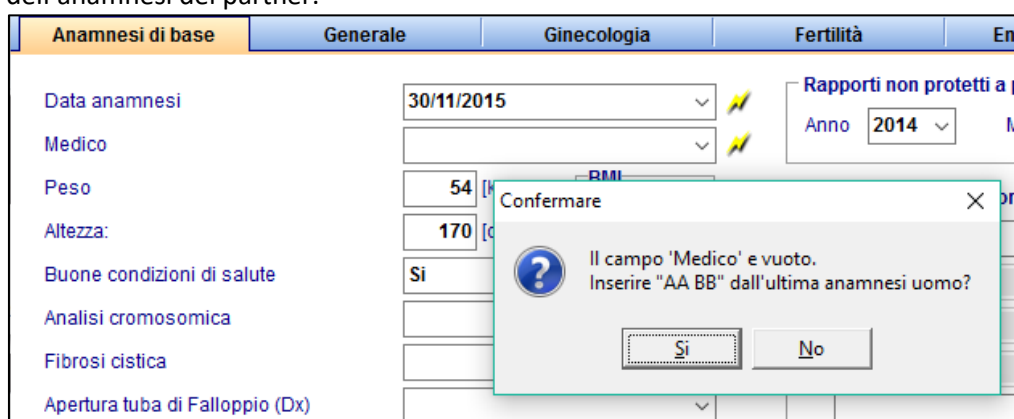 dell'anamnesi del partner.
Anamnesi di base Generale Ginecologia Fertilità
Data anamnesi 30/11/2015
Rapporti non protetti a
Anno 2014
Medico
Peso 54
BMI
Altezza: 170
Buone condizioni di salute Si
Analisi cromosomica
Fibrosi cistica
Apertura tuba di Falloppio (Dx)
Confermare
Il campo 'Medico' e vuoto.
Inserire "AA BB" dall'ultima anamnesi uomo?
Si No